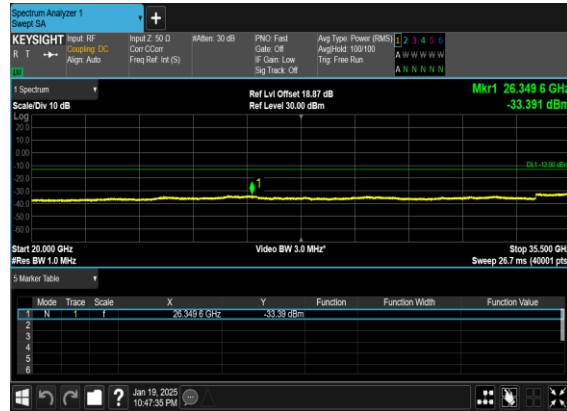 Spectrum Analyzer 1
Swept SA
+
KEYSIGHT Input: RF Input Z: 50 Ω #Atten: 30 dB PNO: Fast Avg Type: Power (RMS) 1 2 3 4 5 6
R T Coupling: DC Corr CCorr Gate: Off Avg|Hold: 100/100 A W W W W W
Align: Auto Freq Ref: Int (S) IF Gain: Low Trig: Free Run A N N N N N
Sig Track: Off
1 Spectrum Ref Lvl Offset 18.87 dB Mkr1 26.349 6 GHz
Scale/Div 10 dB Ref Level 30.00 dBm -33.391 dBm
Log
20.0
10.0
0.00
-10.0 DL1 -13.00 dBm
-20.0
-30.0 1
-40.0
-50.0
-60.0
Start 20.000 GHz Video BW 3.0 MHz* Stop 35.500 GHz
#Res BW 1.0 MHz Sweep 26.7 ms (40001 pts)
5 Marker Table
Mode Trace Scale X Y Function Function Width Function Value
1 N 1 f 26.349 6 GHz -33.39 dBm
2
3
4
5
6
? Jan 19, 2025
10:47:35 PM